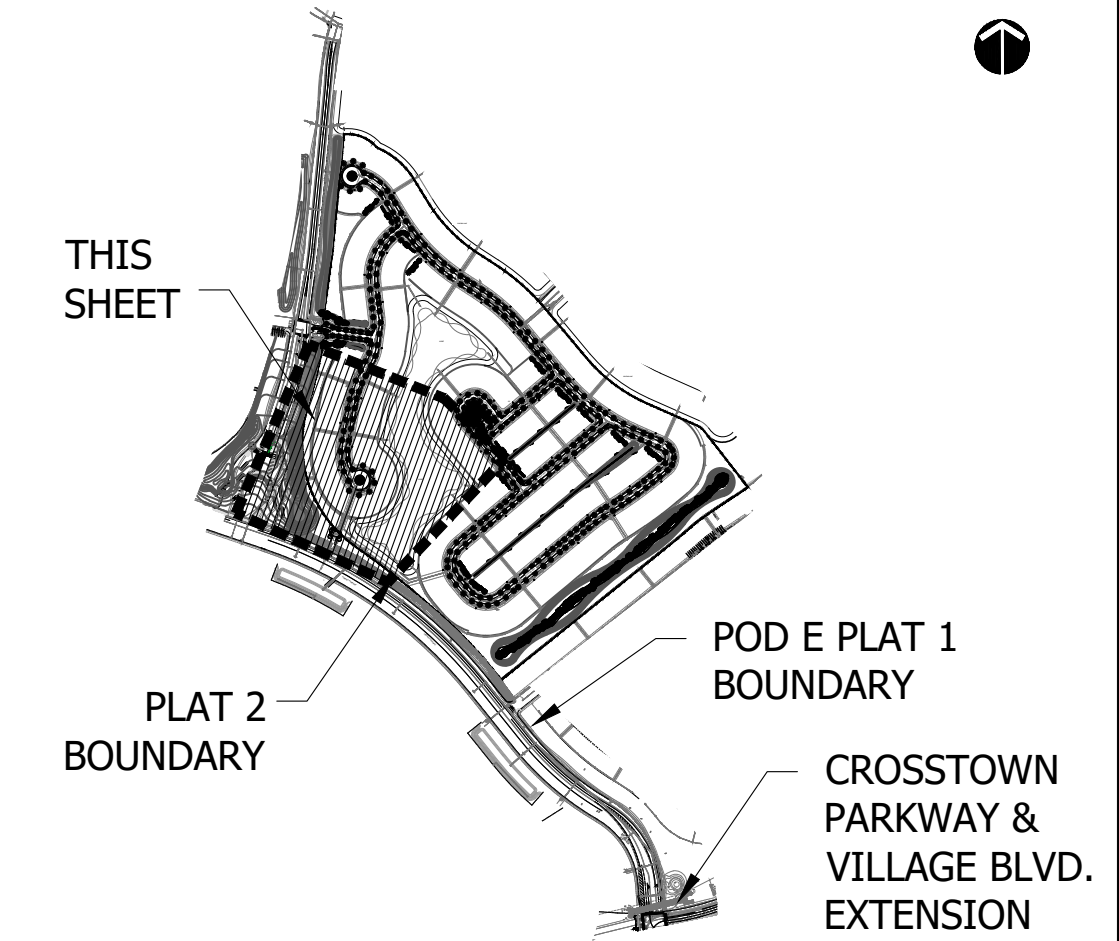 THIS
SHEET
POD E PLAT 1
BOUNDARY
PLAT 2
BOUNDARY
CROSSTOWN
PARKWAY &
VILLAGE BLVD.
EXTENSION